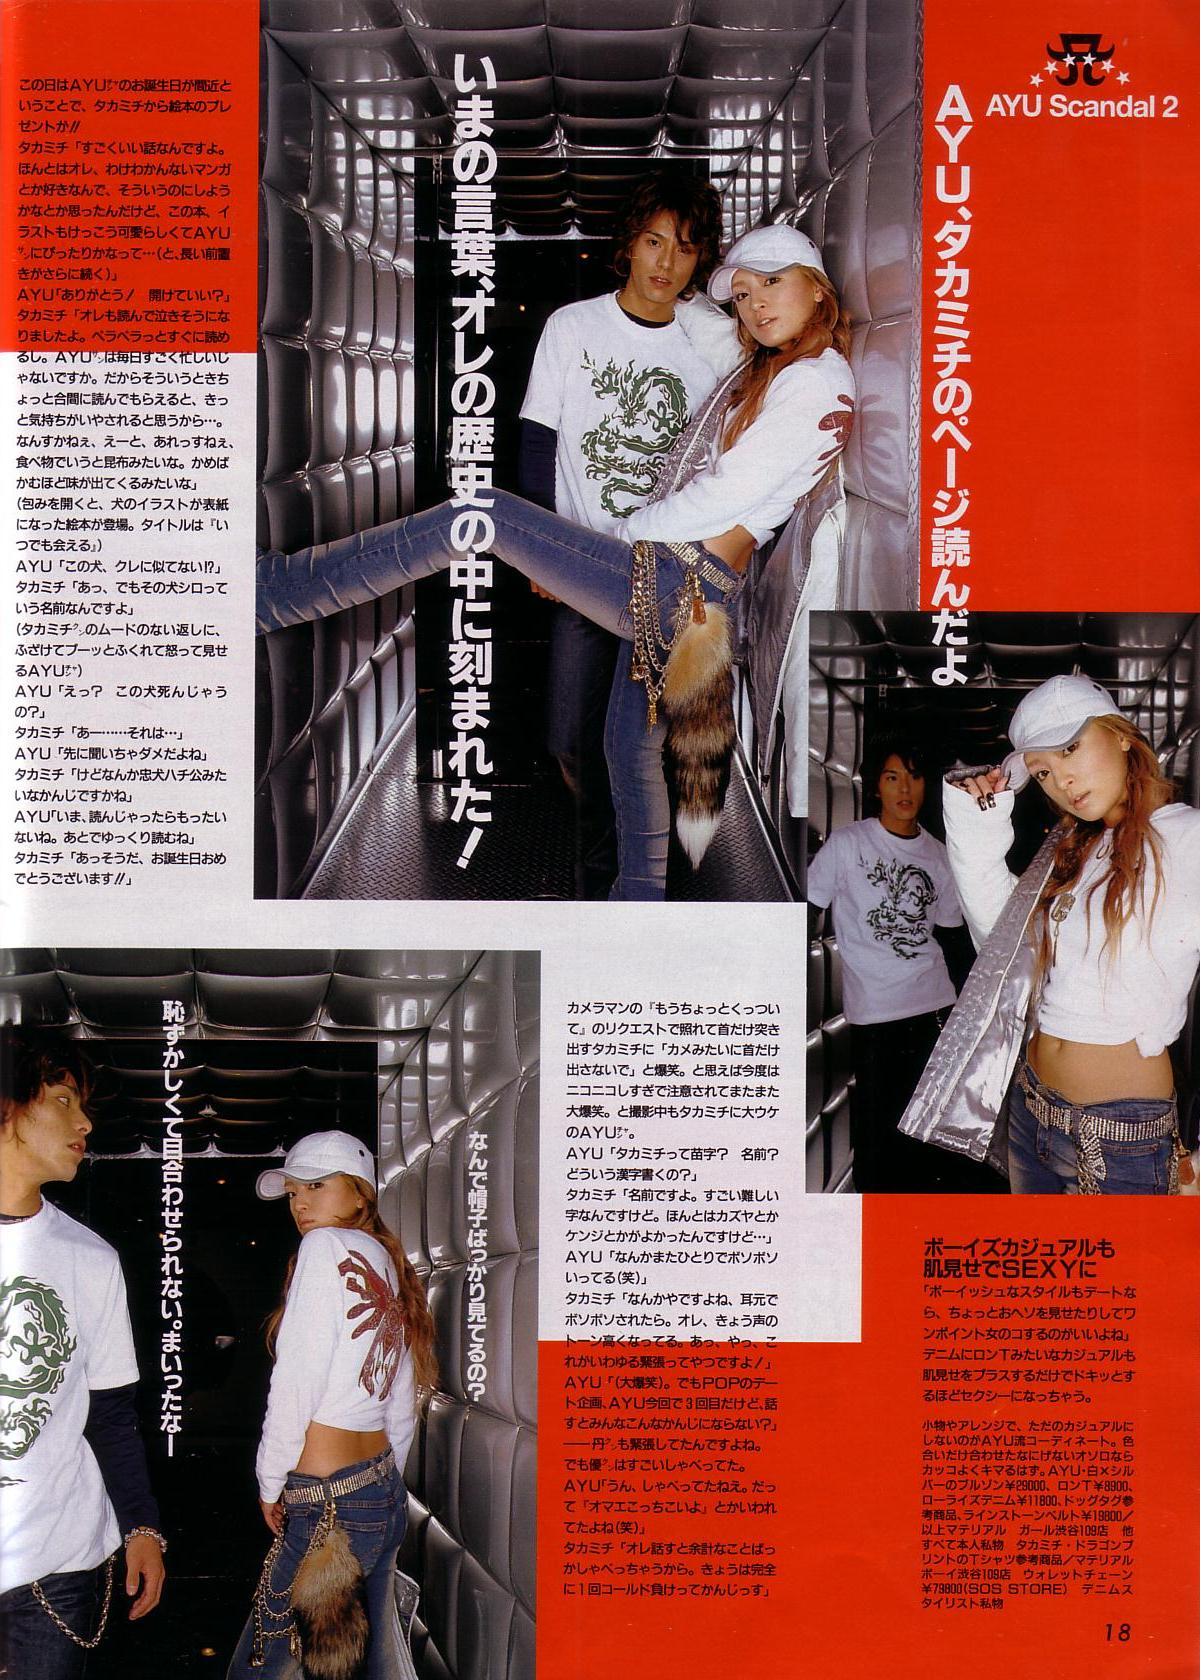 AYU Scandal 2
AYU、タカミチのページ読んだよ
いまの言葉、オレの歴史の中に刻まれた！
この日はAYUチャンのお誕生日が間近と
いうことで、タカミチから絵本のプレ
ゼントが!!
タカミチ「すごくいい話なんですよ。
ほんとはオレ、わけわかんないマンガ
とか好きなんで、そういうのにしよう
かなとか思ったんだけど、この本、イ
ラストもけっこう可愛らしくてAYU
サンにぴったりかなって…（と、長い前置
きがさらに続く）」
AYU「ありがとう！　開けていい？」
タカミチ「オレも読んで泣きそうにな
りましたよ。ペラペラっとすぐに読め
るし。AYUサンは毎日すごく忙しいじ
ゃないですか。だからそういうときち
ょっと合間に読んでもらえると、きっ
と気持ちがいやされると思うから…。
なんすかねぇ、えーと、あれっすねぇ、
食べ物でいうと昆布みたいな。かめば
かむほど味が出てくるみたいな」
（包みを開くと、犬のイラストが表紙
になった絵本が登場。タイトルは『い
つでも会える』）
AYU「この犬、クレに似てない!?」
タカミチ「あっ、でもその犬シロって
いう名前なんですよ」
（タカミチクンのムードのない返しに、
ふざけてプーッとふくれて怒って見せ
るAYUチャン）
AYU「えっ？　この犬死んじゃう
の？」
タカミチ「あー……それは…」
AYU「先に聞いちゃダメだよね」
タカミチ「けどなんか忠犬ハチ公みた
いなかんじですかね」
AYU「いま、読んじゃったらもったい
ないね。あとでゆっくり読むね」
タカミチ「あっそうだ、お誕生日おめ
でとうございます!!」
恥ずかしくて目合わせられない。まいったなー
なんで帽子ばっかり見てるの？
カメラマンの『もうちょっとくっつい
て』のリクエストで照れて首だけ突き
出すタカミチに「カメみたいに首だけ
出さないで」と爆笑。と思えば今度は
ニコニコしすぎで注意されてまたまた
大爆笑。と撮影中もタカミチに大ウケ
のAYUチャン。
AYU「タカミチって苗字？　名前？
どういう漢字書くの？」
タカミチ「名前ですよ。すごい難しい
字なんですけど。ほんとはカズヤとか
ケンジとかがよかったんですけど…」
AYU「なんかまたひとりでボソボソ
いってる（笑）」
タカミチ「なんかやですよね、耳元で
ボソボソされたら。オレ、きょう声の
トーン高くなってる。あっ、やっ、こ
れがいわゆる緊張ってやつですよ！」
AYU「（大爆笑）。でもPOPのデー
ト企画、AYU今回で3回目だけど、話
すとみんなこんなかんじにならない？」
――丹クンも緊張してたんですよね。
でも優クンはすごいしゃべってた。
AYU「うん、しゃべってたねえ。だっ
て『オマエこっちこいよ』とかいわれ
てたよね（笑）」
タカミチ「オレ話すと余計なことばっ
かしゃべっちゃうから。きょうは完全
に1回コールド負けってかんじっす」
ボーイズカジュアルも
肌見せでSEXYに
「ボーイッシュなスタイルもデートな
ら、ちょっとおヘソを見せたりしてワ
ンポイント女のコするのがいいよね」
デニムにロンTみたいなカジュアルも
肌見せをプラスするだけでドキッとす
るほどセクシーになっちゃう。
小物やアレンジで、ただのカジュアルに
しないのがAYU流コーディネート。色
合いだけ合わせたなにげないオソロなら
カッコよくキマるはず。AYU・白×シル
バーのブルゾン¥29000、ロンT¥8900、
ローライズデニム¥11800、ドッグタグ参
考商品、ラインストーンベルト¥19800／
以上マテリアル　ガール渋谷109店　他
すべて本人私物　タカミチ・ドラゴンプ
リントのTシャツ参考商品／マテリアル
ボーイ渋谷109店　ウォレットチェーン
¥79800（SOS STORE）　デニムス
タイリスト私物
18